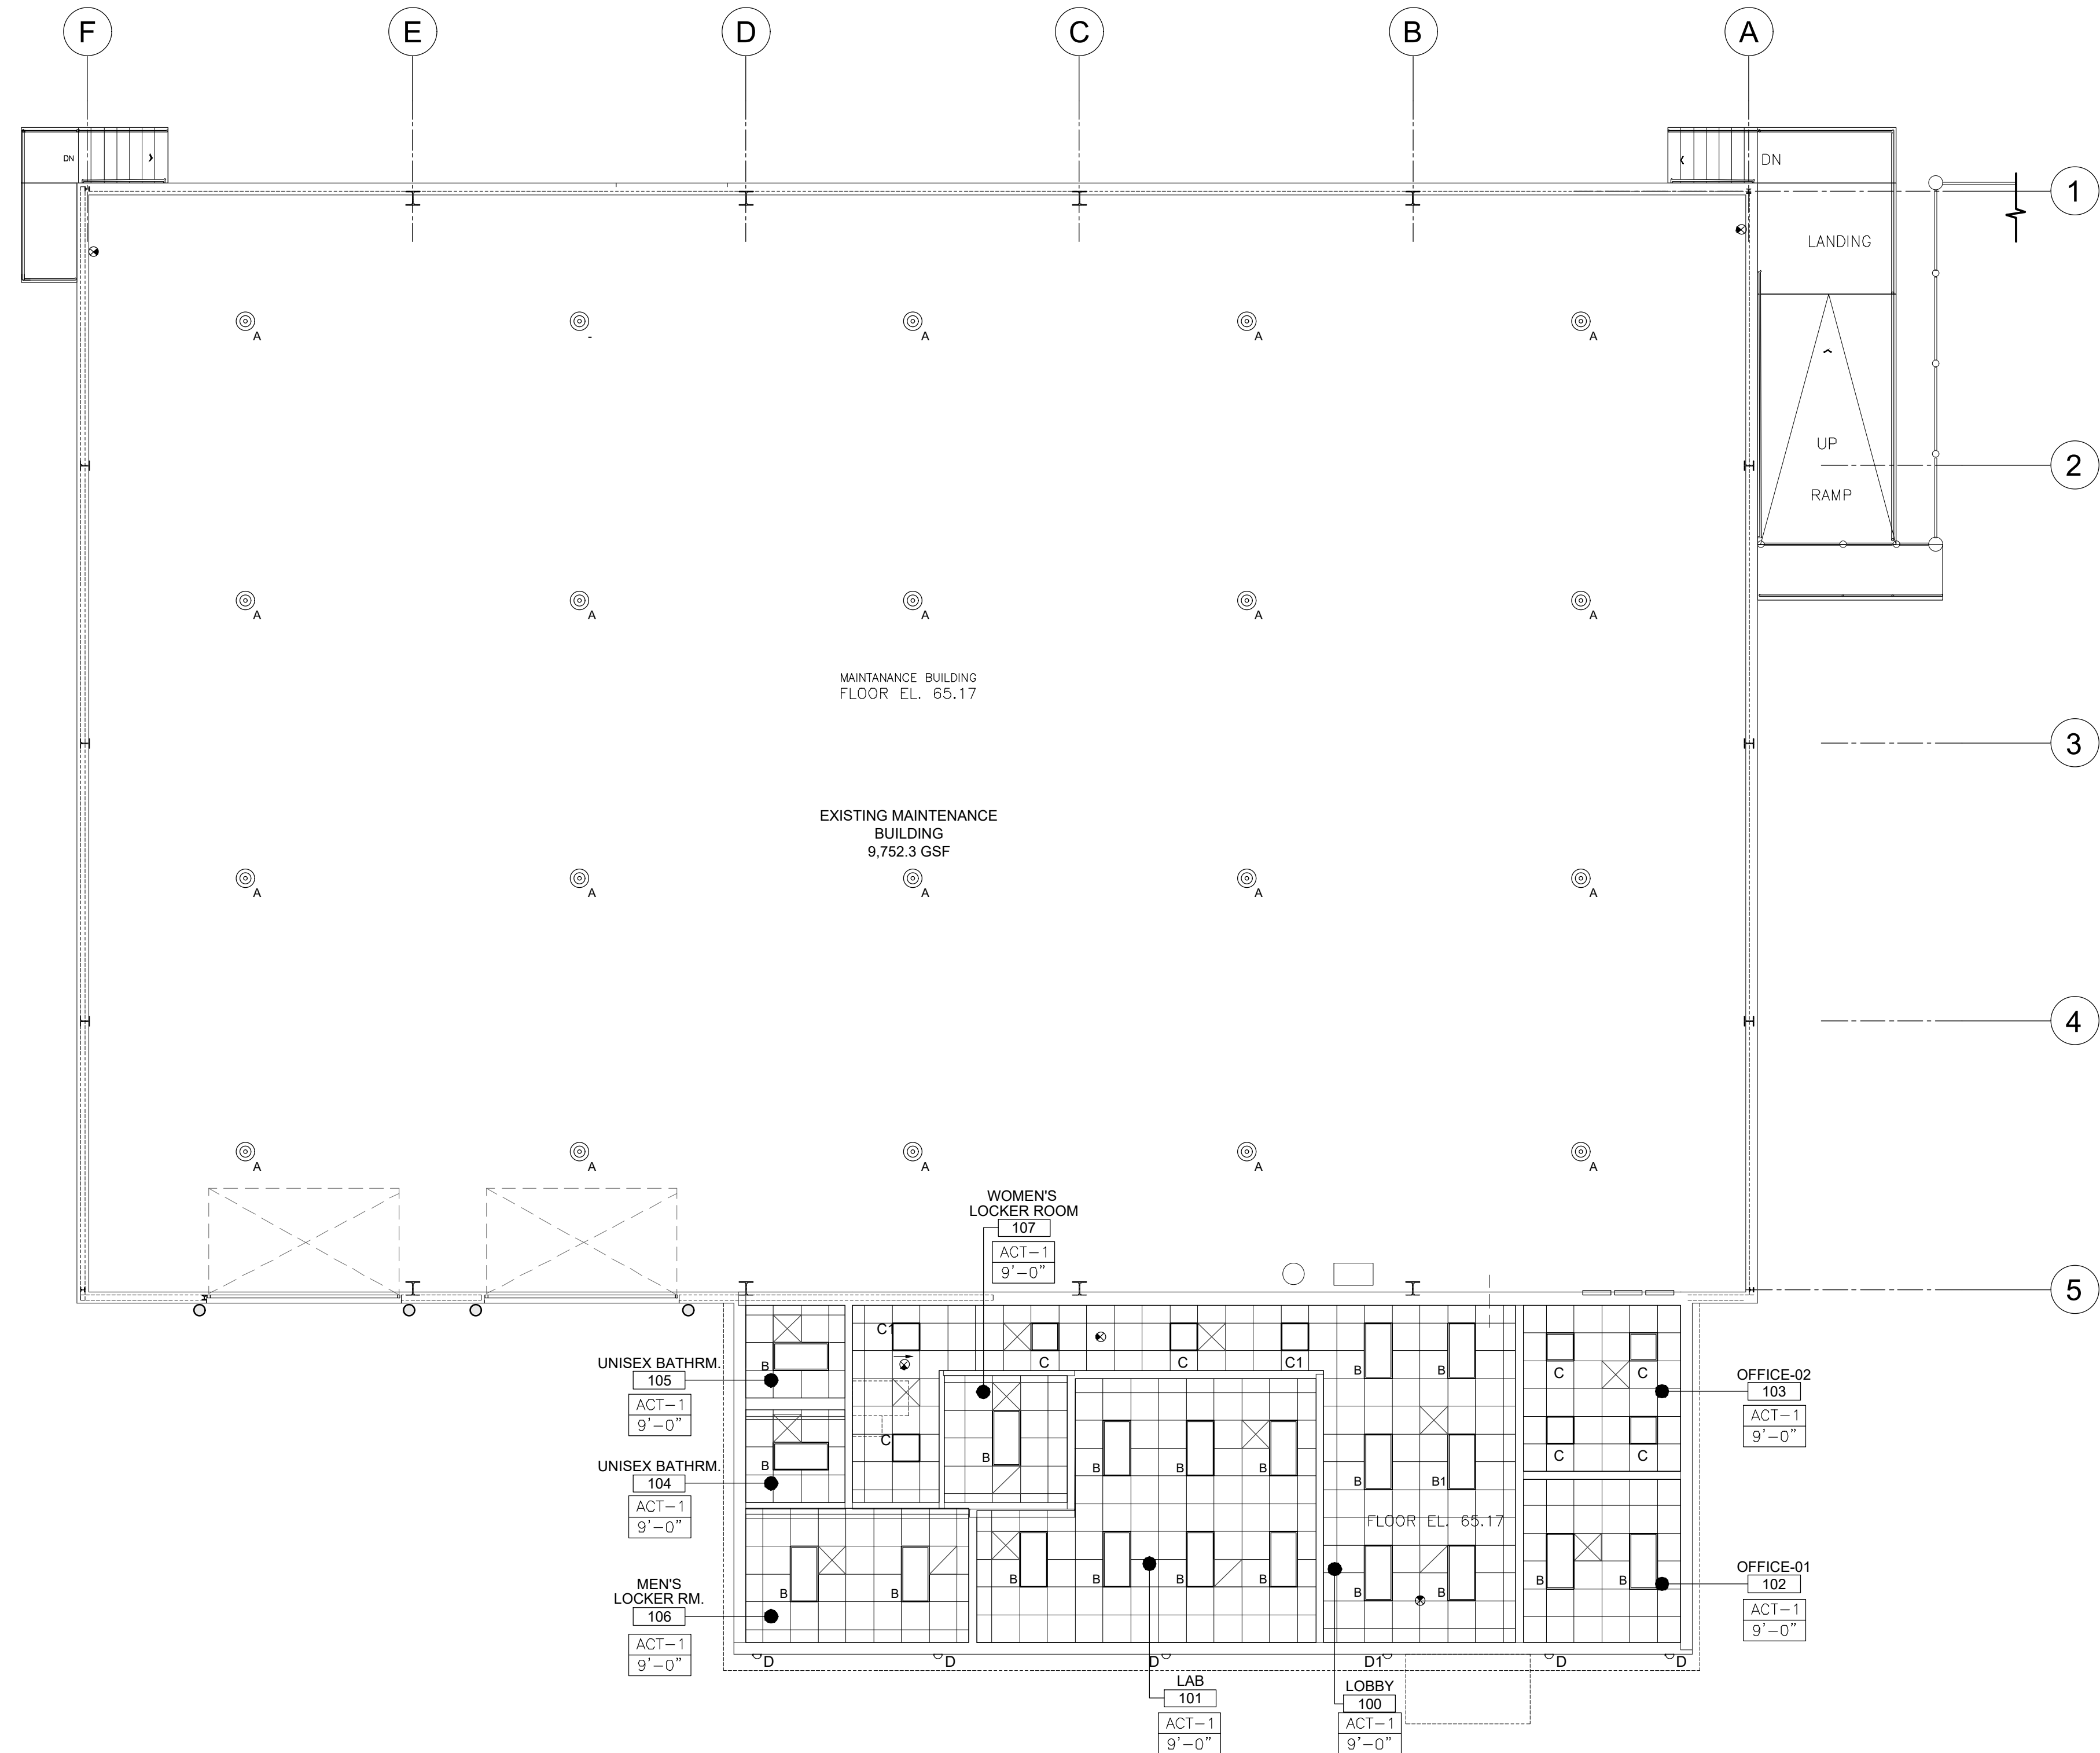 F E D C B A
DN
DN
1
LANDING
A - A A A
UP
2
RAMP
A A A A A
MAINTANANCE BUILDING
FLOOR EL. 65.17
3
EXISTING MAINTENANCE
BUILDING
9,752.3 GSF
A A A A A
4
A A A A A
WOMEN'S
LOCKER ROOM
107
ACT-1
9'-0"
5
C1
C C C1
B B B
UNISEX BATHRM.
105
ACT-1
9'-0"
OFFICE-02
103
ACT-1
9'-0"
C C
C
B B B B
B B1
C C
B
UNISEX BATHRM.
104
ACT-1
9'-0"
FLOOR EL. 65.17
OFFICE-01
102
ACT-1
9'-0"
MEN'S
LOCKER RM.
106
ACT-1
9'-0"
B B B B B B B B B B
D D D D1 D D
LAB
101
ACT-1
9'-0"
LOBBY
100
ACT-1
9'-0"